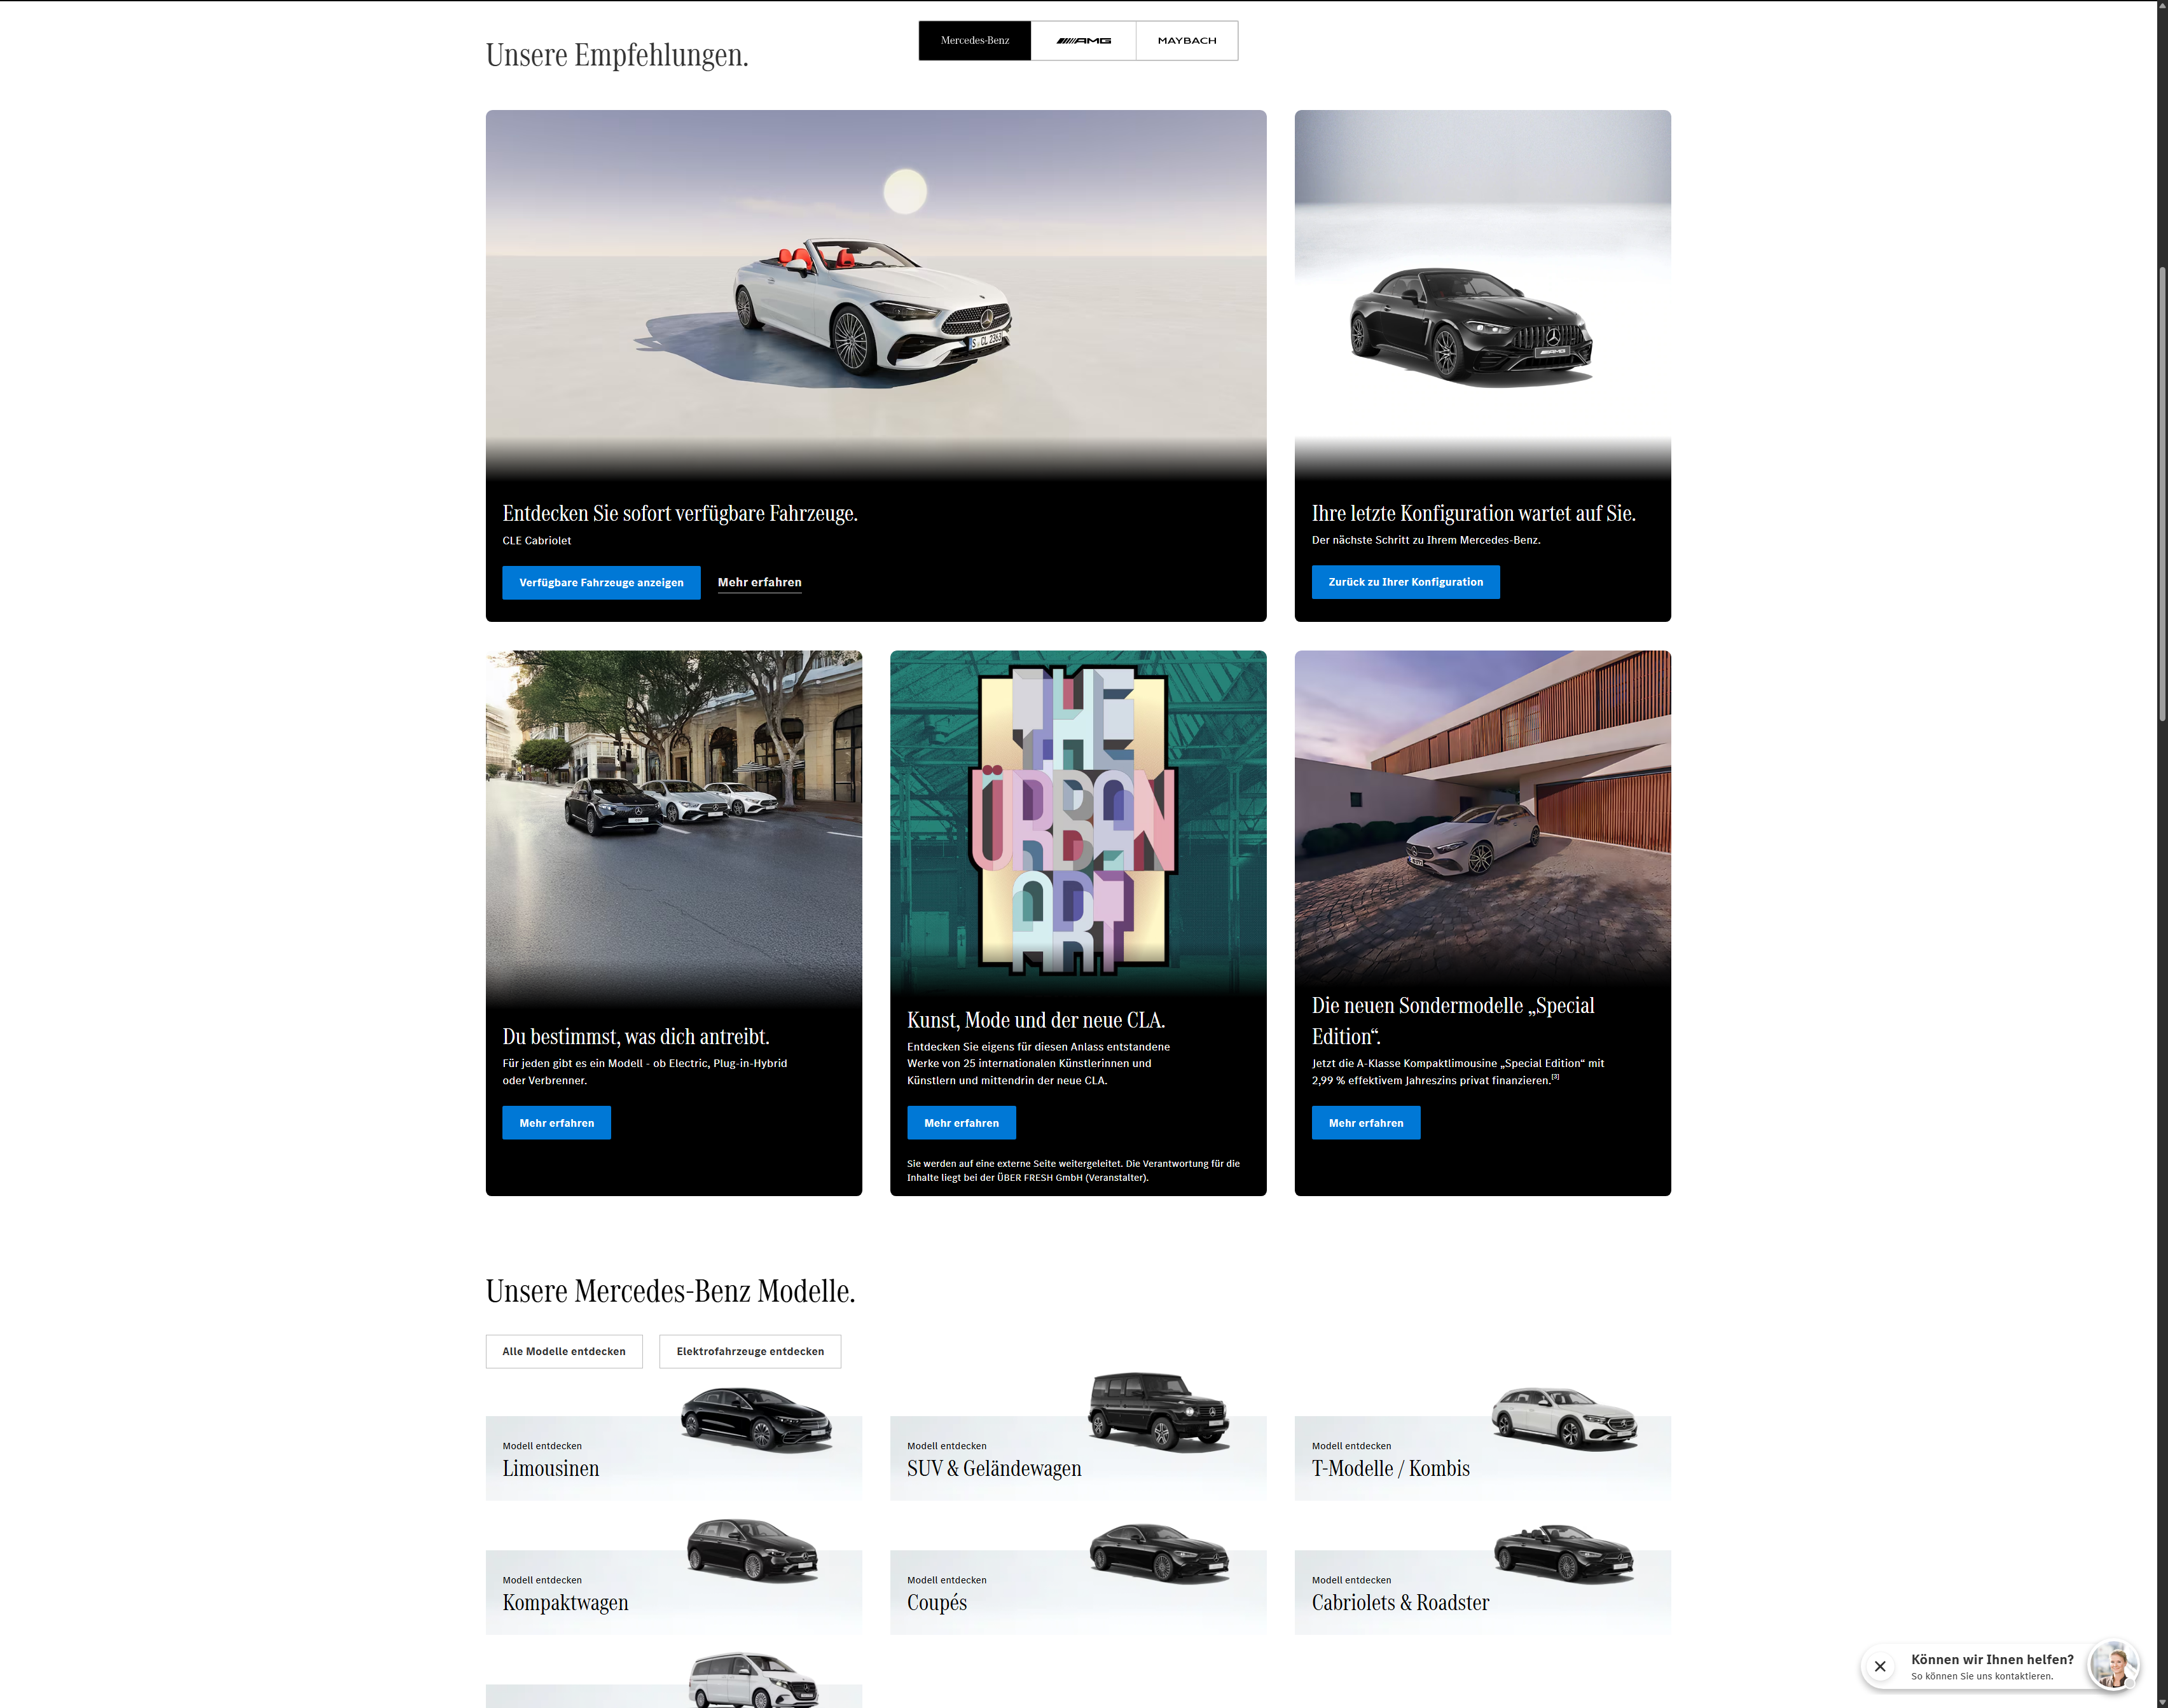 Unsere Empfehlungen.
Mercedes-Benz
AMG
MAYBACH
S CL 2363
AMG
Entdecken Sie sofort verfügbare Fahrzeuge.
CLE Cabriolet
Verfügbare Fahrzeuge anzeigen
Mehr erfahren
Ihre letzte Konfiguration wartet auf Sie.
Der nächste Schritt zu Ihrem Mercedes-Benz.
Zurück zu Ihrer Konfiguration
THE
ÜRBAN
ART
Du bestimmst, was dich antreibt.
Für jeden gibt es ein Modell - ob Electric, Plug-in-Hybrid
oder Verbrenner.
Mehr erfahren
Kunst, Mode und der neue CLA.
Entdecken Sie eigens für diesen Anlass entstandene
Werke von 25 internationalen Künstlerinnen und
Künstlern und mittendrin der neue CLA.
Mehr erfahren
Sie werden auf eine externe Seite weitergeleitet. Die Verantwortung für die
Inhalte liegt bei der ÜBER FRESH GmbH (Veranstalter).
Die neuen Sondermodelle „Special
Edition“.
Jetzt die A-Klasse Kompaktlimousine „Special Edition“ mit
2,99 % effektivem Jahreszins privat finanzieren.[3]
Mehr erfahren
Unsere Mercedes-Benz Modelle.
Alle Modelle entdecken
Elektrofahrzeuge entdecken
Modell entdecken
Limousinen
Modell entdecken
SUV & Geländewagen
Modell entdecken
T-Modelle / Kombis
Modell entdecken
Kompaktwagen
Modell entdecken
Coupés
Modell entdecken
Cabriolets & Roadster
Können wir Ihnen helfen?
So können Sie uns kontaktieren.